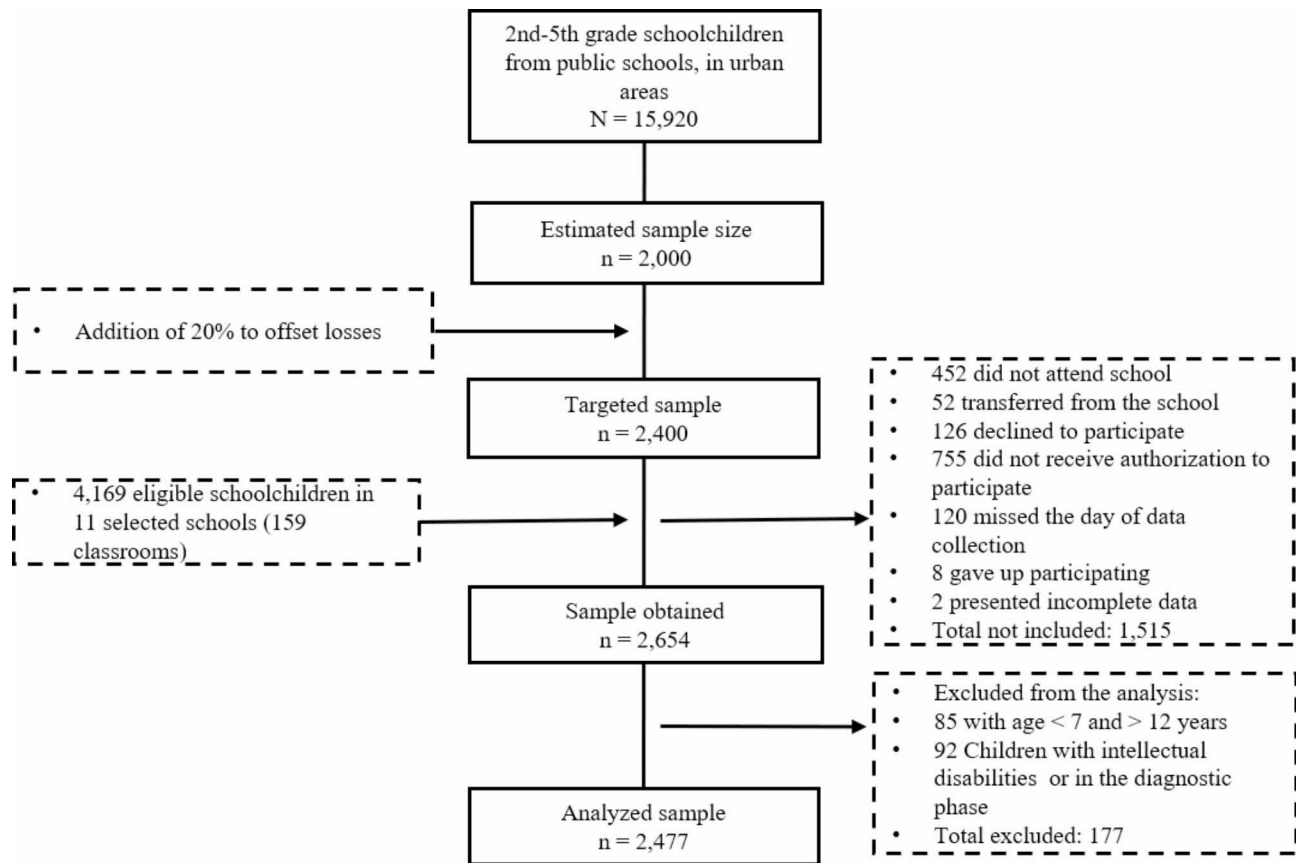 2nd-5th grade schoolchildren
from public schools, in urban
areas
N = 15,920
Estimated sample size
n = 2,000
• Addition of 20% to offset losses
Targeted sample
n = 2,400
• 4,169 eligible schoolchildren in
11 selected schools (159
classrooms)
• 452 did not attend school
• 52 transferred from the school
• 126 declined to participate
• 755 did not receive authorization to
participate
• 120 missed the day of data
collection
• 8 gave up participating
• 2 presented incomplete data
• Total not included: 1,515
Sample obtained
n = 2,654
• Excluded from the analysis:
• 85 with age < 7 and > 12 years
• 92 Children with intellectual
disabilities or in the diagnostic
phase
• Total excluded: 177
Analyzed sample
n = 2,477